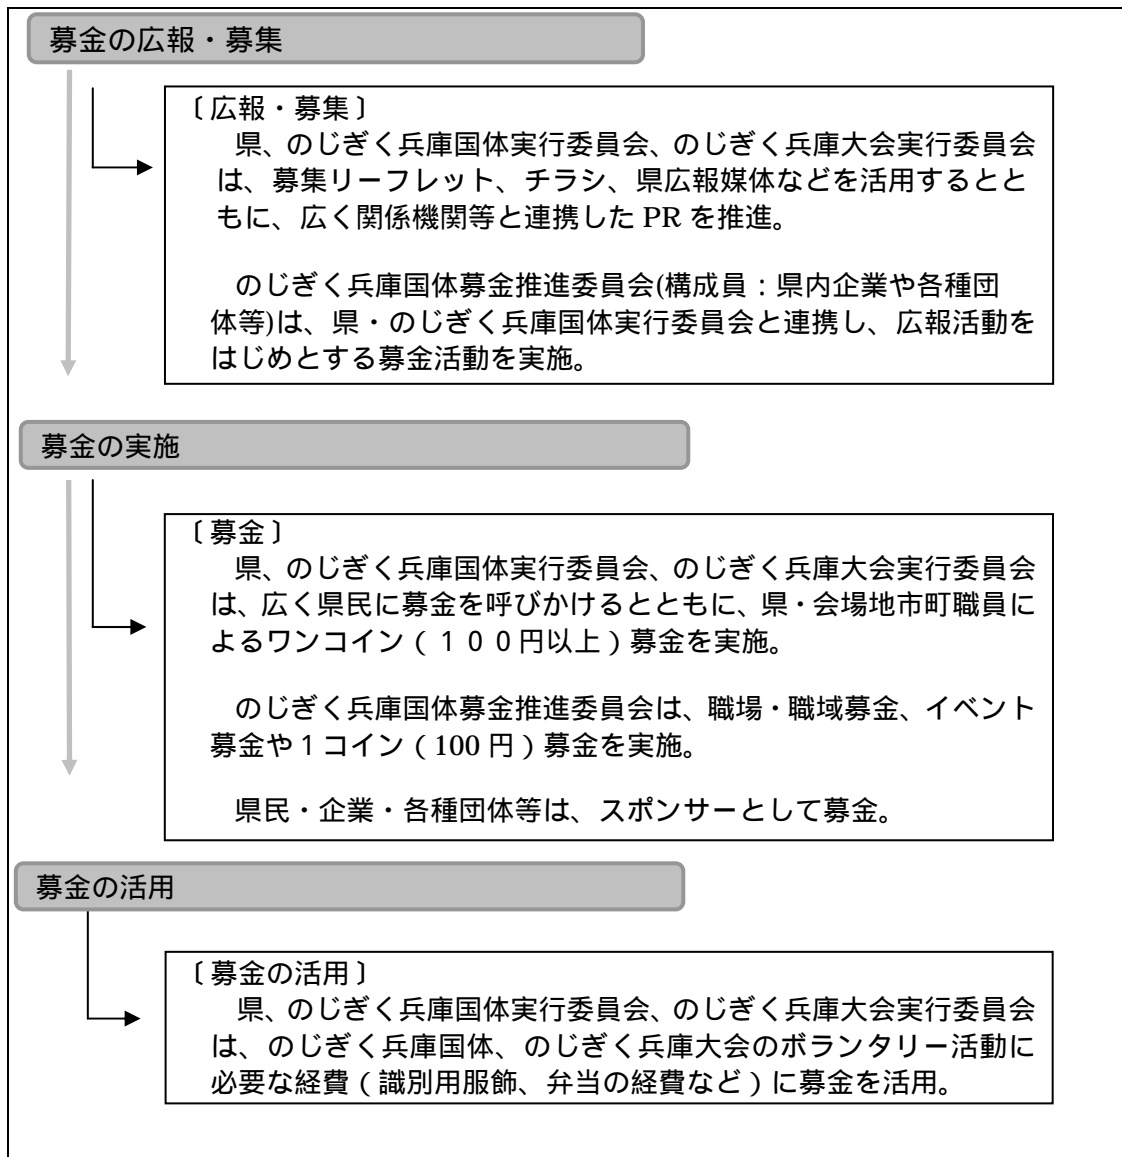 募金の広報・募集
〔広報・募集〕
県、のじぎく兵庫国体実行委員会、のじぎく兵庫大会実行委員会
は、募集リーフレット、チラシ、県広報媒体などを活用するとと
もに、広く関係機関等と連携した PR を推進。
のじぎく兵庫国体募金推進委員会(構成員：県内企業や各種団
体等)は、県・のじぎく兵庫国体実行委員会と連携し、広報活動を
はじめとする募金活動を実施。
募金の実施
〔募金〕
県、のじぎく兵庫国体実行委員会、のじぎく兵庫大会実行委員会
は、広く県民に募金を呼びかけるとともに、県・会場地市町職員に
よるワンコイン（１００円以上）募金を実施。
のじぎく兵庫国体募金推進委員会は、職場・職域募金、イベント
募金や１コイン（100 円）募金を実施。
県民・企業・各種団体等は、スポンサーとして募金。
募金の活用
〔募金の活用〕
県、のじぎく兵庫国体実行委員会、のじぎく兵庫大会実行委員会
は、のじぎく兵庫国体、のじぎく兵庫大会のボランタリー活動に
必要な経費（識別用服飾、弁当の経費など）に募金を活用。